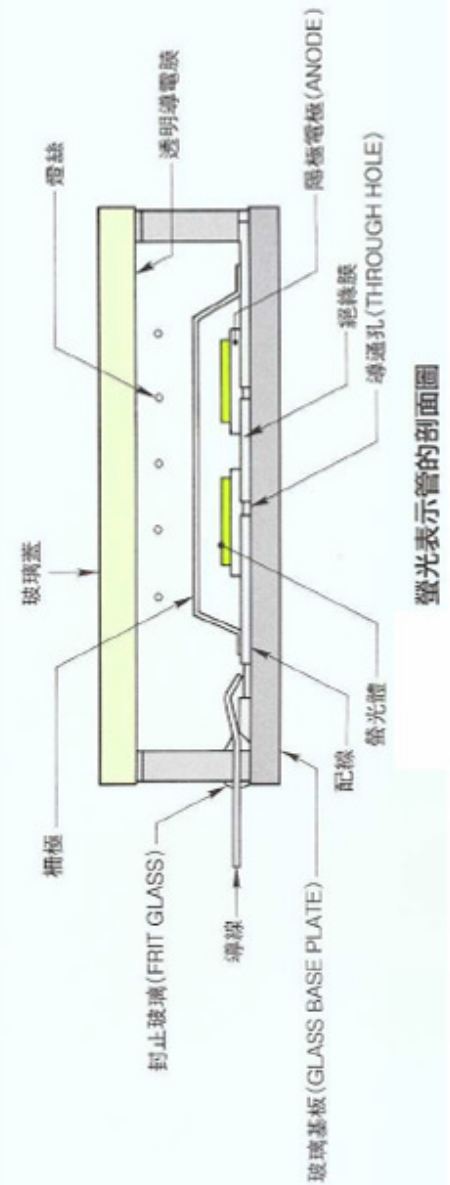 燈絲
透明導電膜
玻璃蓋
陽極電極(ANODE)
柵極
絕緣膜
導通孔(THROUGH HOLE)
封止玻璃(FRIT GLASS)
導線
配線
螢光體
玻璃基板(GLASS BASE PLATE)
螢光表示管的剖面圖